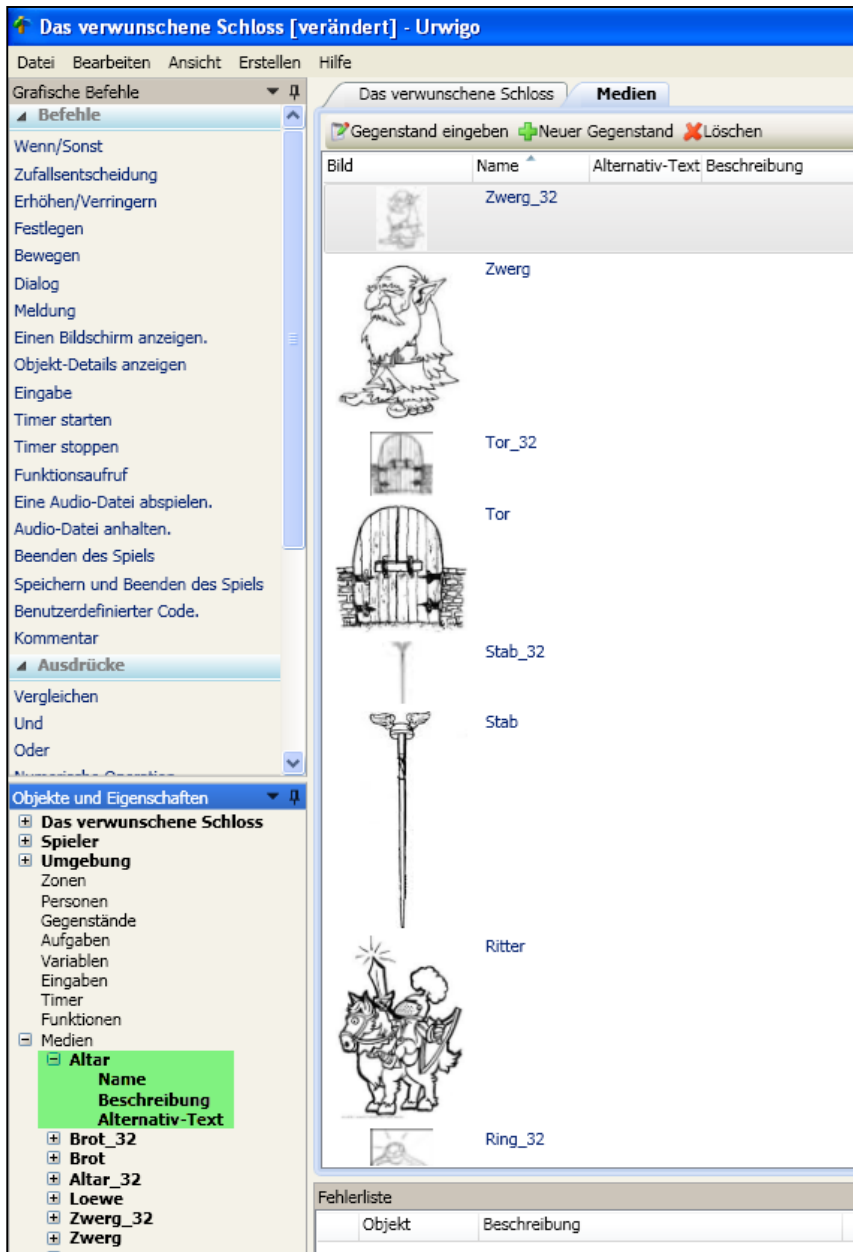 Das verwunschene Schloss [verändert] - Urwigo
Datei Bearbeiten Ansicht Erstellen Hilfe
Grafische Befehle
Befehle
Wenn/Sonst
Zufallsentscheidung
Erhöhen/Verringern
Festlegen
Bewegen
Dialog
Meldung
Einen Bildschirm anzeigen.
Objekt-Details anzeigen
Eingabe
Timer starten
Timer stoppen
Funktionsaufruf
Eine Audio-Datei abspielen.
Audio-Datei anhalten.
Beenden des Spiels
Speichern und Beenden des Spiels
Benutzerdefinierter Code.
Kommentar
Ausdrücke
Vergleichen
Und
Oder
Numerische Operation
Objekte und Eigenschaften
Das verwunschene Schloss
Spieler
Umgebung
Zonen
Personen
Gegenstände
Aufgaben
Variablen
Eingaben
Timer
Funktionen
Medien
Altar
Name
Beschreibung
Alternativ-Text
Brot_32
Brot
Altar_32
Loewe
Zwerg_32
Zwerg
Das verwunschene Schloss Medien
Gegenstand eingeben Neuer Gegenstand Löschen
Bild Name Alternativ-Text Beschreibung
Zwerg_32
Zwerg
Tor_32
Tor
Stab_32
Stab
Ritter
Ring_32
Fehlerliste
Objekt Beschreibung